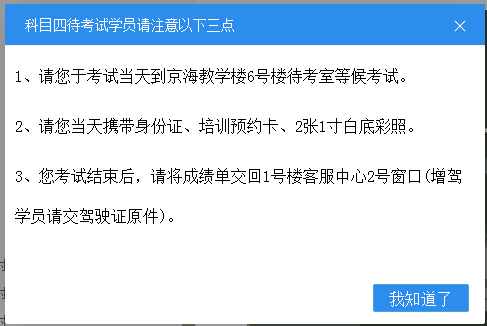 科目四待考试学员请注意以下三点
1、请您于考试当天到京海教学楼6号楼待考室等候考试。
2、请您当天携带身份证、培训预约卡、2张1寸白底彩照。
3、您考试结束后，请将成绩单交回1号楼客服中心2号窗口(增驾
学员请交驾驶证原件)。
我知道了